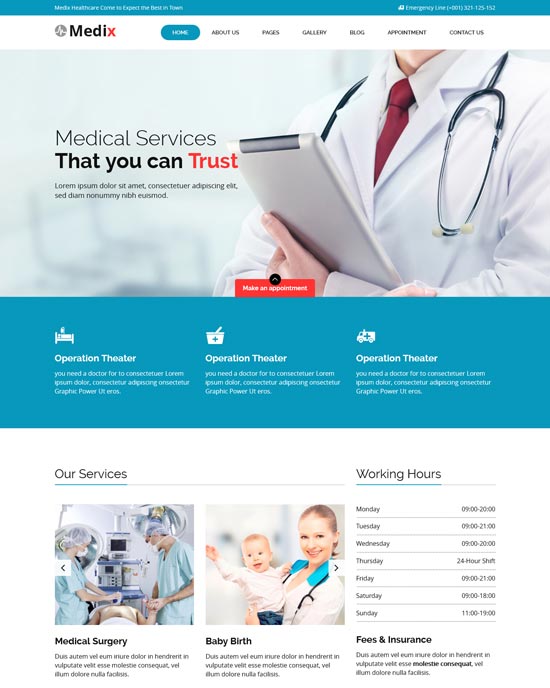 Medix Healthcare Come to Expect the Best in Town
Emergency Line (+001) 321-125-152
Medix
HOME
ABOUT US
PAGES
GALLERY
BLOG
APPOINTMENT
CONTACT US
Medical Services
That you can Trust
Lorem ipsum dolor sit amet, consectetuer adipiscing elit,
sed diam nonummy nibh euismod.
Make an appointment
Operation Theater
you need a doctor for to consectetuer Lorem
ipsum dolor, consectetur adipiscing onsectetur
Graphic Power Ut eros.
Operation Theater
you need a doctor for to consectetuer Lorem
ipsum dolor, consectetur adipiscing onsectetur
Graphic Power Ut eros.
Operation Theater
you need a doctor for to consectetuer Lorem
ipsum dolor, consectetur adipiscing onsectetur
Graphic Power Ut eros.
Our Services
Medical Surgery
Duis autem vel eum iriure dolor in hendrerit in
vulputate velit esse molestie consequat, vel
illum dolore nulla facilisis.
Baby Birth
Duis autem vel eum iriure dolor in hendrerit in
vulputate velit esse molestie consequat, vel
illum dolore nulla facilisis.
Working Hours
Monday 09:00-20:00
Tuesday 09:00-21:00
Wednesday 09:00-20:00
Thursday 24-Hour Shift
Friday 09:00-21:00
Saturday 09:00-18:00
Sunday 11:00-19:00
Fees & Insurance
Duis autem vel eum iriure dolor in hendrerit in
vulputate velit esse molestie consequat, vel
illum dolore nulla facilisis.